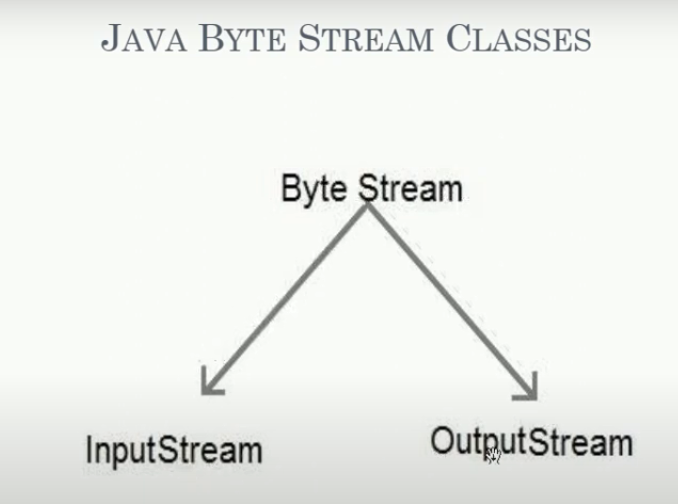 JAVA BYTE STREAM CLASSES
Byte Stream
InputStream
OutputStream